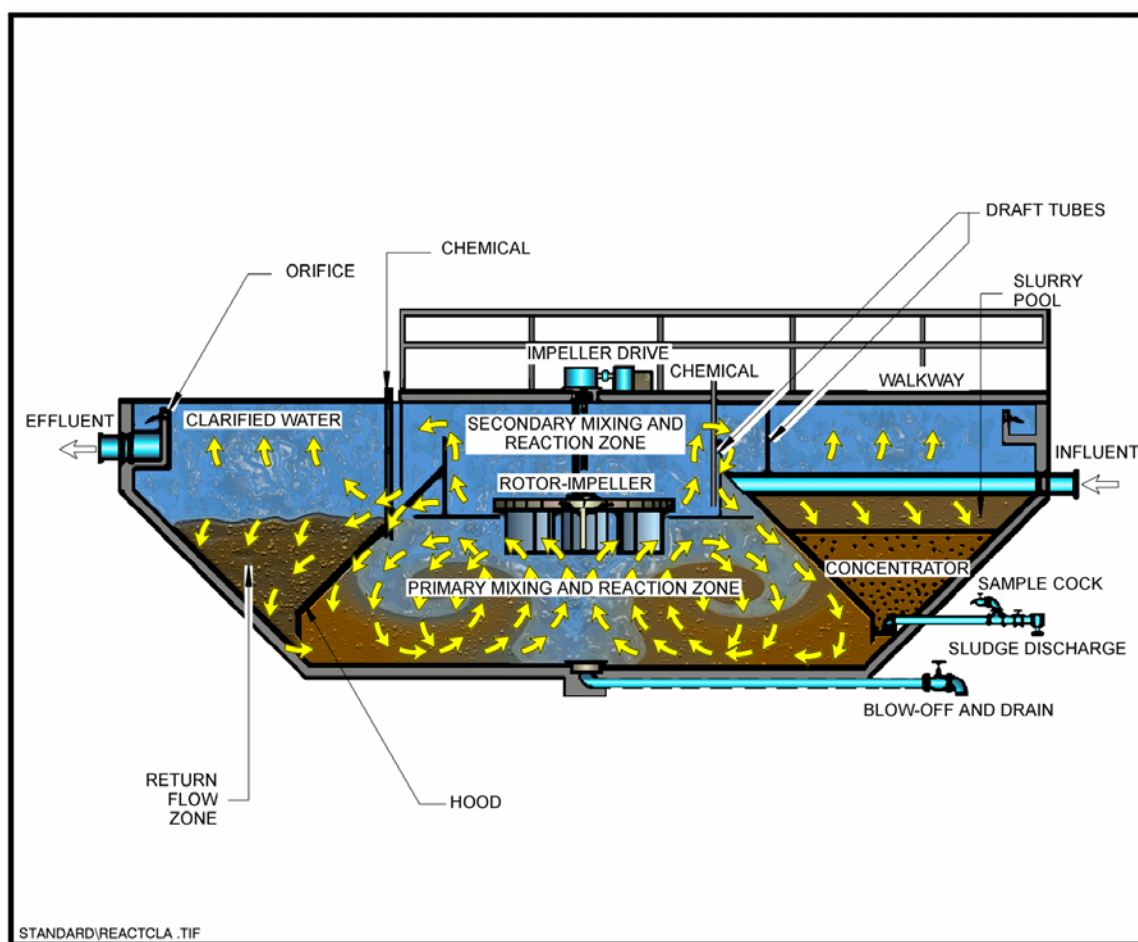 DRAFT TUBES
CHEMICAL
ORIFICE
SLURRY
POOL
IMPELLER DRIVE
CHEMICAL
WALKWAY
EFFLUENT
CLARIFIED WATER
SECONDARY MIXING AND
REACTION ZONE
INFLUENT
ROTOR-IMPELLER
CONCENTRATOR
PRIMARY MIXING AND REACTION ZONE
SAMPLE COCK
SLUDGE DISCHARGE
BLOW-OFF AND DRAIN
RETURN
FLOW
ZONE
HOOD
STANDARD\REACTCLA .TIF